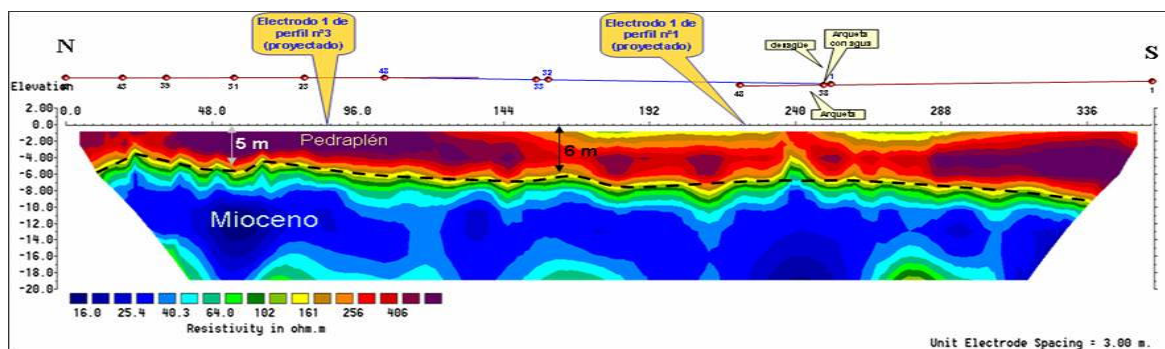 N
Electrodo 1 de
perfil nº3
(proyectado)
Electrodo 1 de
perfil nº1
(proyectado)
desagüe
Arqueta
con agua
S
43
39
31
23
48
33
32
48
38
1
1
Elevation
Arqueta
2.00
0.0
48.0
96.0
144
192
240
288
336
0.0
-2.00
-4.00
-6.00
-8.00
-10.0
-12.0
-14.0
-16.0
-18.0
-20.0
5 m
Pedraplén
6 m
Mioceno
16.0 25.4 40.3 64.0 102 161 256 406
Resistivity in ohm.m
Unit Electrode Spacing = 3.00 m.